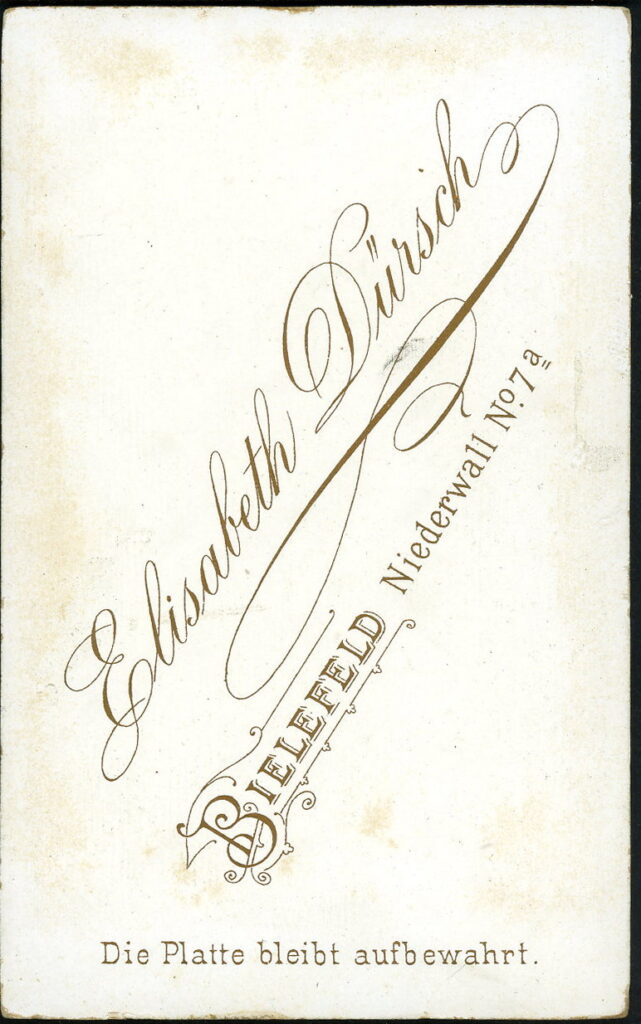 Elisabeth Dürsch
BIELEFELD Niederwall No. 7a
Die Platte bleibt aufbewahrt.